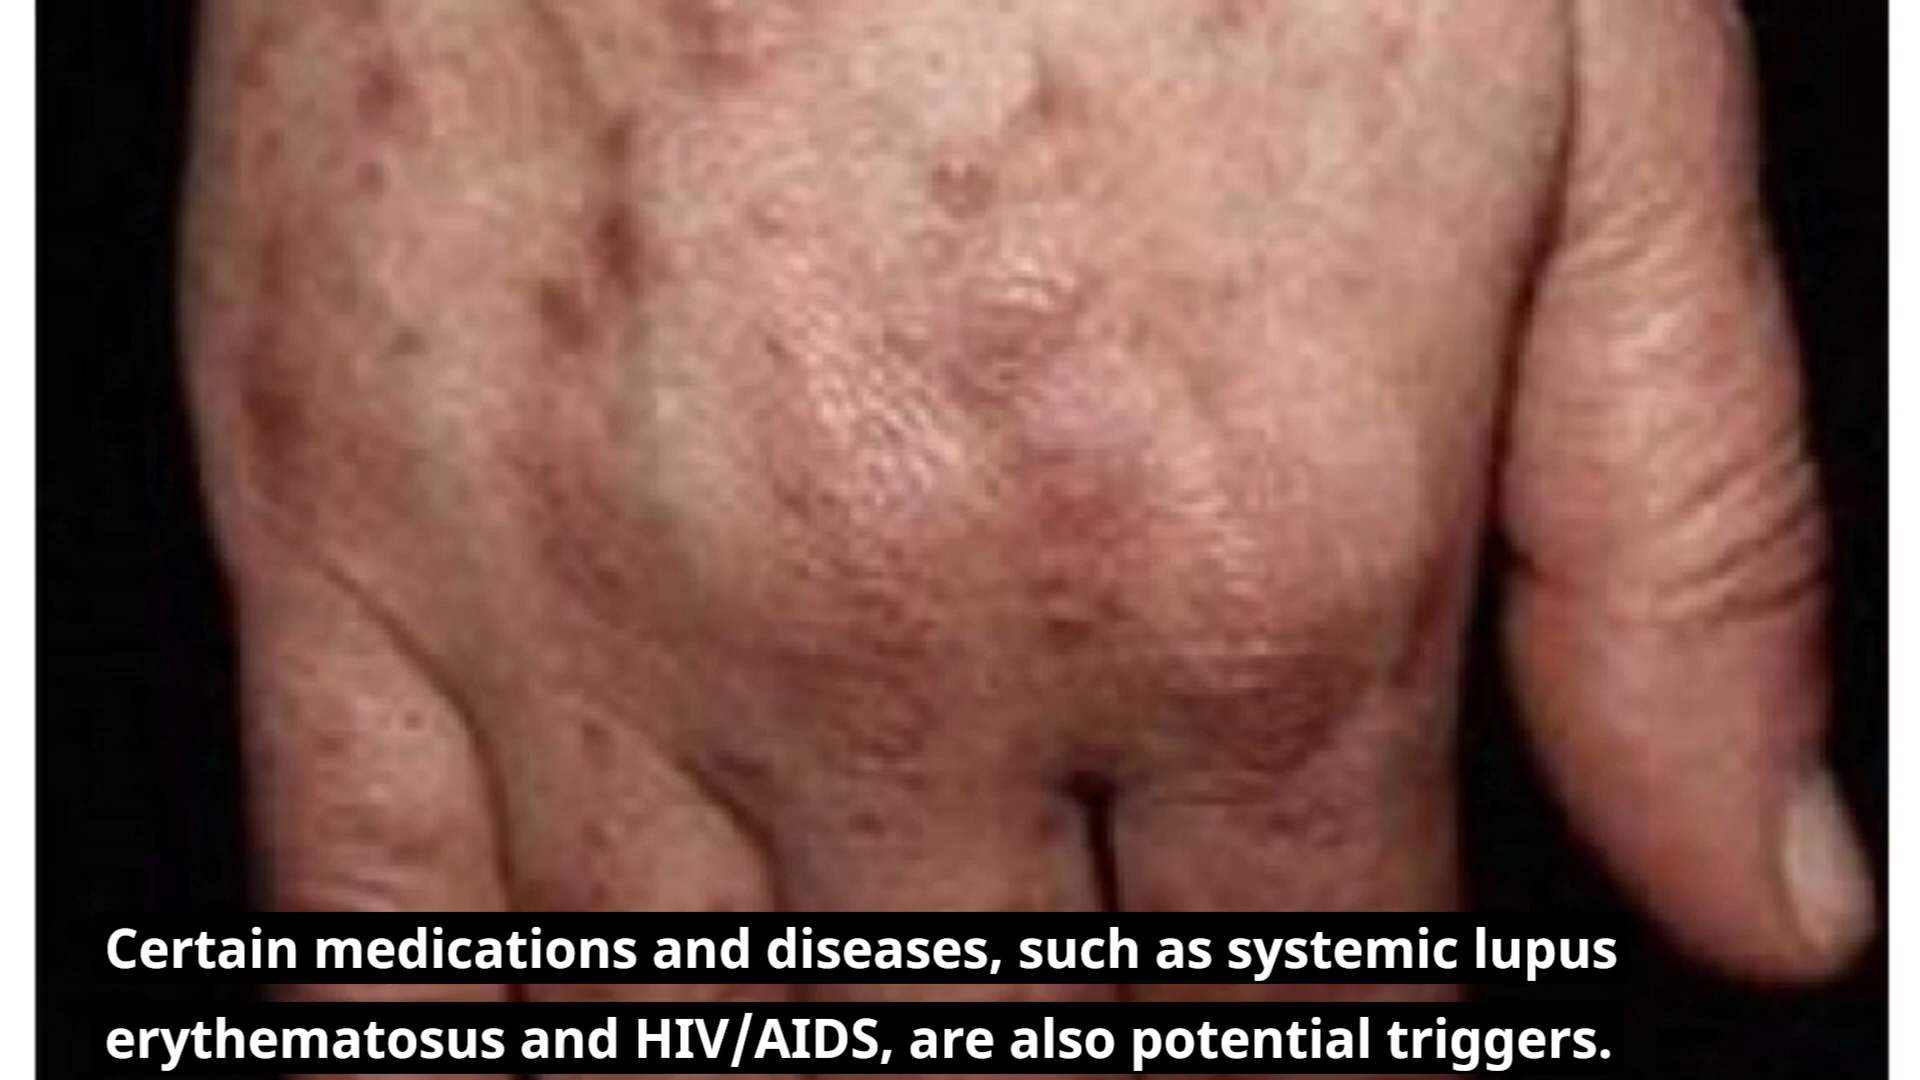 Certain medications and diseases, such as systemic lupus
erythematosus and HIV/AIDS, are also potential triggers.